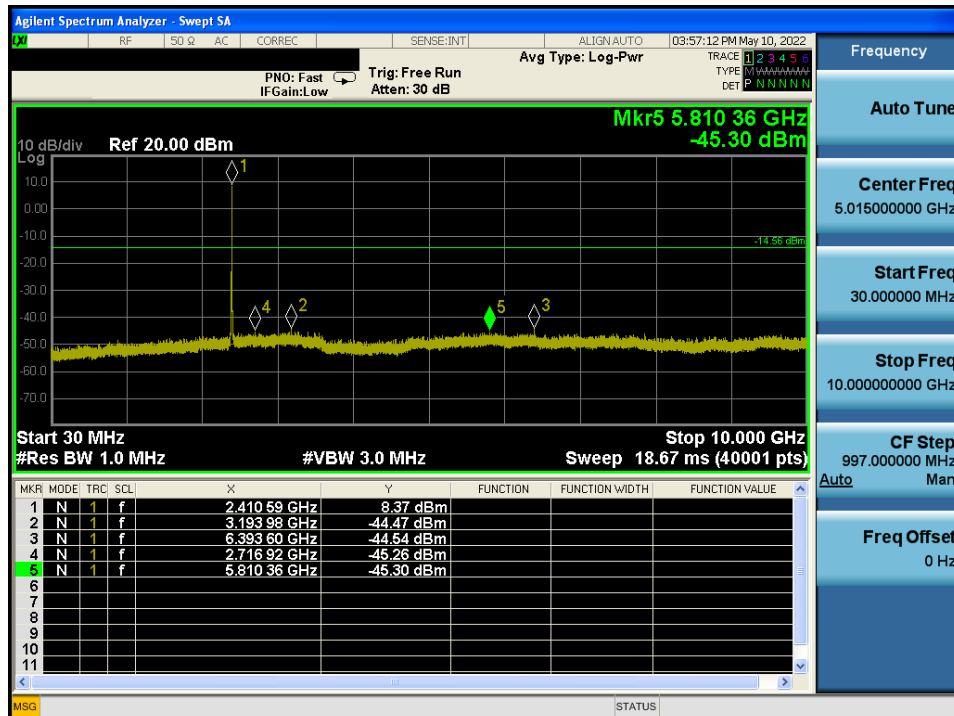 Agilent Spectrum Analyzer - Swept SA
LXI RF 50 Ω AC CORREC SENSE:INT ALIGN AUTO 03:57:12 PM May 10, 2022
Avg Type: Log-Pwr TRACE 1 2 3 4 5 6
PNO: Fast Trig: Free Run TYPE M
IFGain:Low Atten: 30 dB DET P N N N N N
Mkr5 5.810 36 GHz
-45.30 dBm
10 dB/div Ref 20.00 dBm
Log
10.0
0.00
-10.0
-20.0
-30.0
-40.0
-50.0
-60.0
-70.0
1
4
2
5
3
-14.56 dBm
Start 30 MHz Stop 10.000 GHz
#Res BW 1.0 MHz #VBW 3.0 MHz Sweep 18.67 ms (40001 pts)
MKR MODE TRC SCL X Y FUNCTION FUNCTION WIDTH FUNCTION VALUE
1 N 1 f 2.410 59 GHz 8.37 dBm
2 N 1 f 3.193 98 GHz -44.47 dBm
3 N 1 f 6.393 60 GHz -44.54 dBm
4 N 1 f 2.716 92 GHz -45.26 dBm
5 N 1 f 5.810 36 GHz -45.30 dBm
6
7
8
9
10
11
MSG STATUS
Frequency
Auto Tune
Center Freq
5.015000000 GHz
Start Freq
30.000000 MHz
Stop Freq
10.000000000 GHz
CF Step
997.000000 MHz
Auto Man
Freq Offset
0 Hz